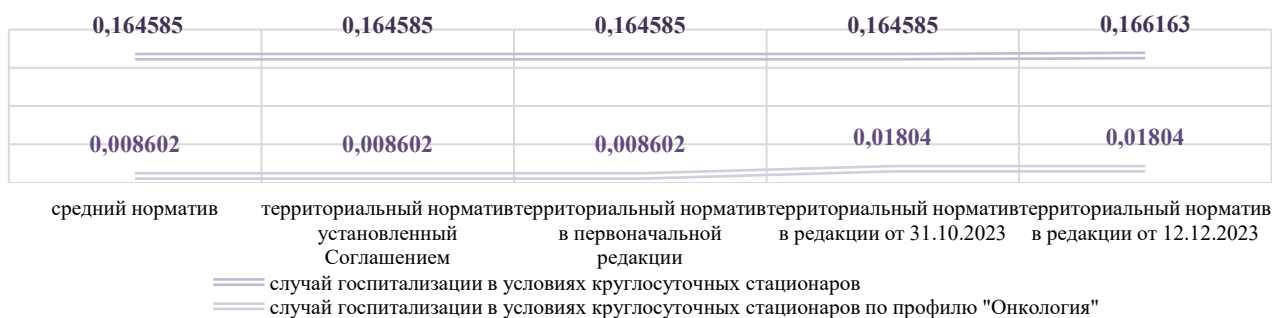 0,164585 0,164585 0,164585 0,164585 0,166163
0,008602 0,008602 0,008602 0,01804 0,01804
средний норматив
территориальный норматив
установленный
Соглашением
территориальный норматив
в первоначальной
редакции
территориальный норматив
в редакции от 31.10.2023
территориальный норматив
в редакции от 12.12.2023
случай госпитализации в условиях круглосуточных стационаров
случай госпитализации в условиях круглосуточных стационаров по профилю "Онкология"